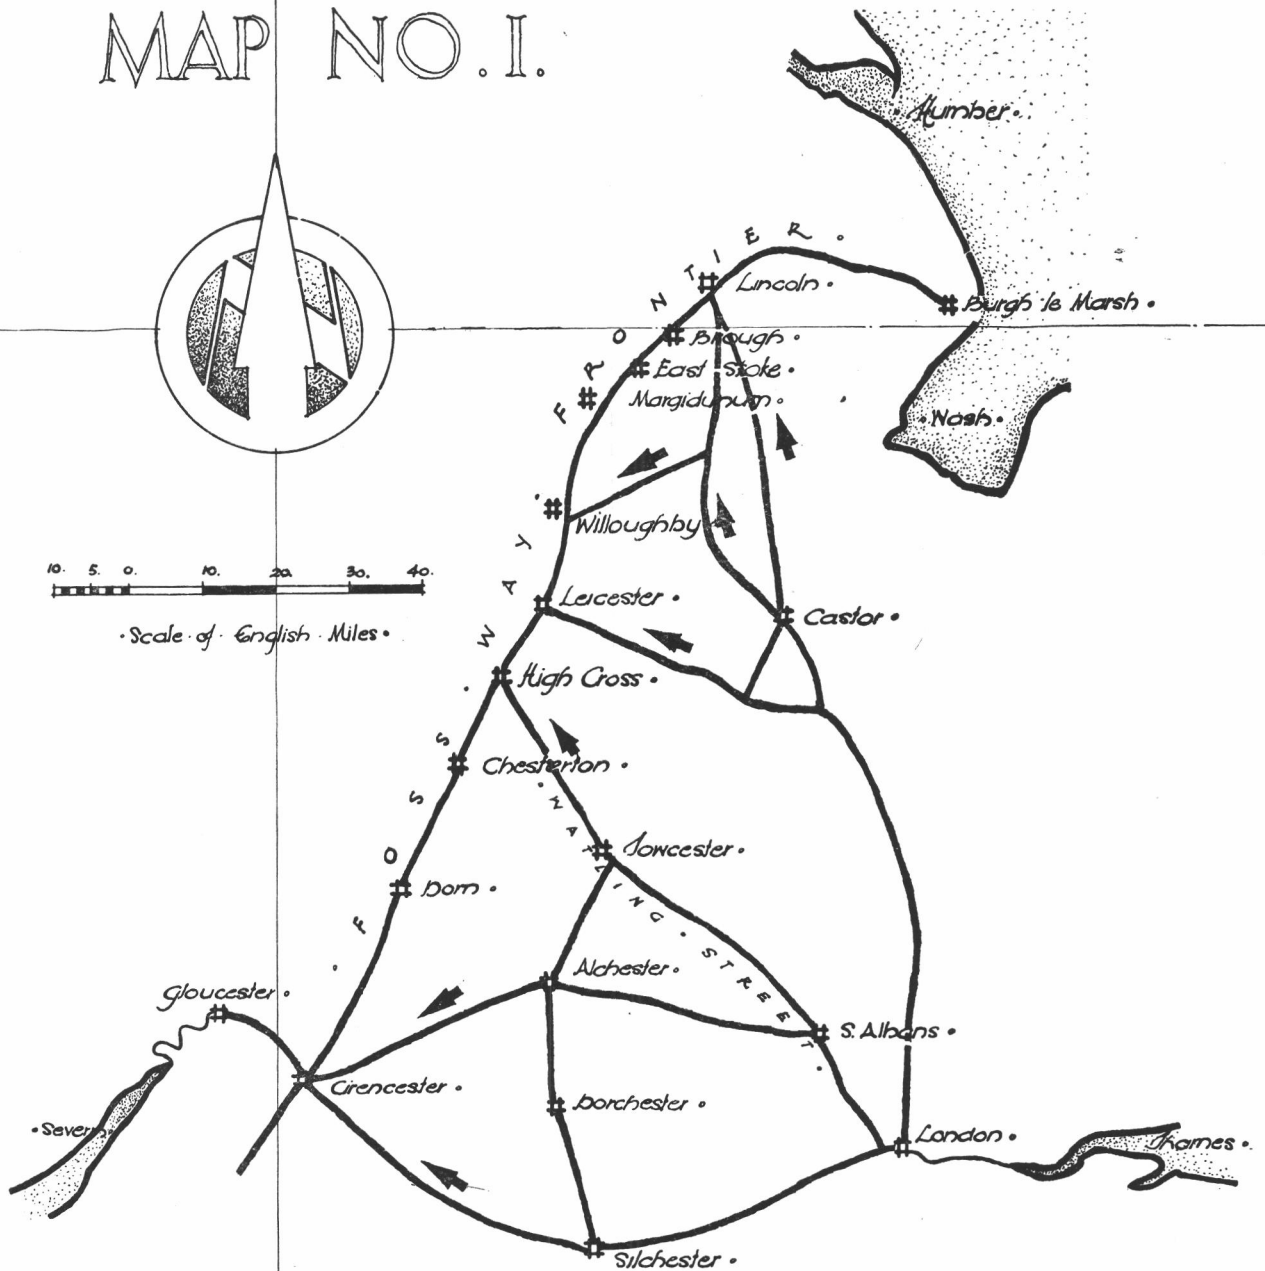 MAP NO. I.
Humber.
FOSS WAY FRONTIER.
Lincoln.
Burgh le Marsh.
Brough.
East Stoke.
Margidunum.
Wash.
Willoughby
10. 5. 0. 10. 20. 30. 40.
Scale of English Miles.
Leicester.
Castor.
High Cross.
Chesterton.
WATLING STREET
Towcester.
Dorn.
Alchester.
Gloucester.
S. Albans.
Cirencester.
Dorchester.
Severn
London.
Thames.
Silchester.